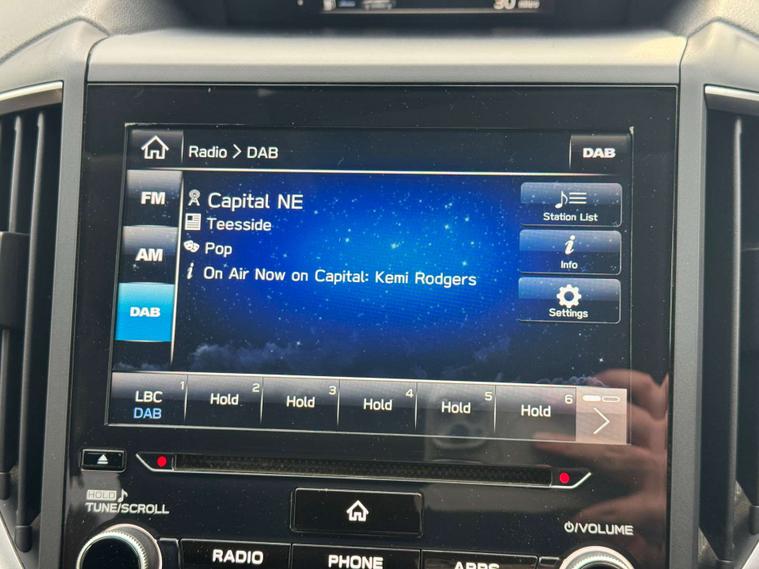 Radio > DAB
DAB
FM
AM
DAB
Capital NE
Teesside
Pop
On Air Now on Capital: Kemi Rodgers
Station List
Info
Settings
1 2 3 4 5 6
LBC Hold Hold Hold Hold Hold
DAB
HOLD
TUNE/SCROLL
VOLUME
RADIO PHONE APPS